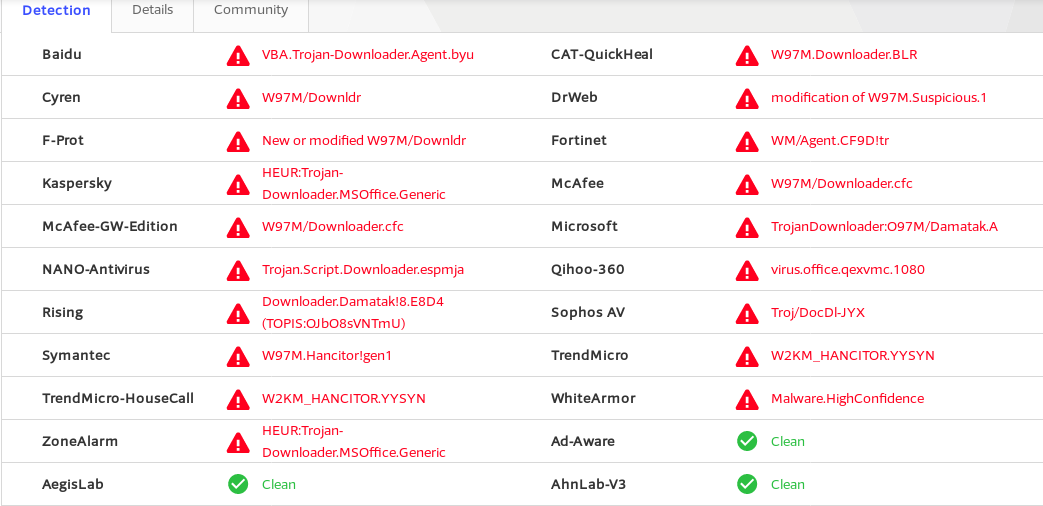 Detection Details Community
Baidu VBA.Trojan-Downloader.Agent.byu CAT-QuickHeal W97M.Downloader.BLR
Cyren W97M/Downldr DrWeb modification of W97M.Suspicious.1
F-Prot New or modified W97M/Downldr Fortinet WM/Agent.CF9D!tr
Kaspersky HEUR:Trojan-
Downloader.MSOffice.Generic McAfee W97M/Downloader.cfc
McAfee-GW-Edition W97M/Downloader.cfc Microsoft TrojanDownloader:O97M/Damatak.A
NANO-Antivirus Trojan.Script.Downloader.espmja Qihoo-360 virus.office.qexvmc.1080
Rising Downloader.Damatak!8.E8D4
(TOPIS:OJbO8sVNTmU) Sophos AV Troj/DocDl-JYX
Symantec W97M.Hancitor!gen1 TrendMicro W2KM_HANCITOR.YYSYN
TrendMicro-HouseCall W2KM_HANCITOR.YYSYN WhiteArmor Malware.HighConfidence
ZoneAlarm HEUR:Trojan-
Downloader.MSOffice.Generic Ad-Aware Clean
AegisLab Clean AhnLab-V3 Clean